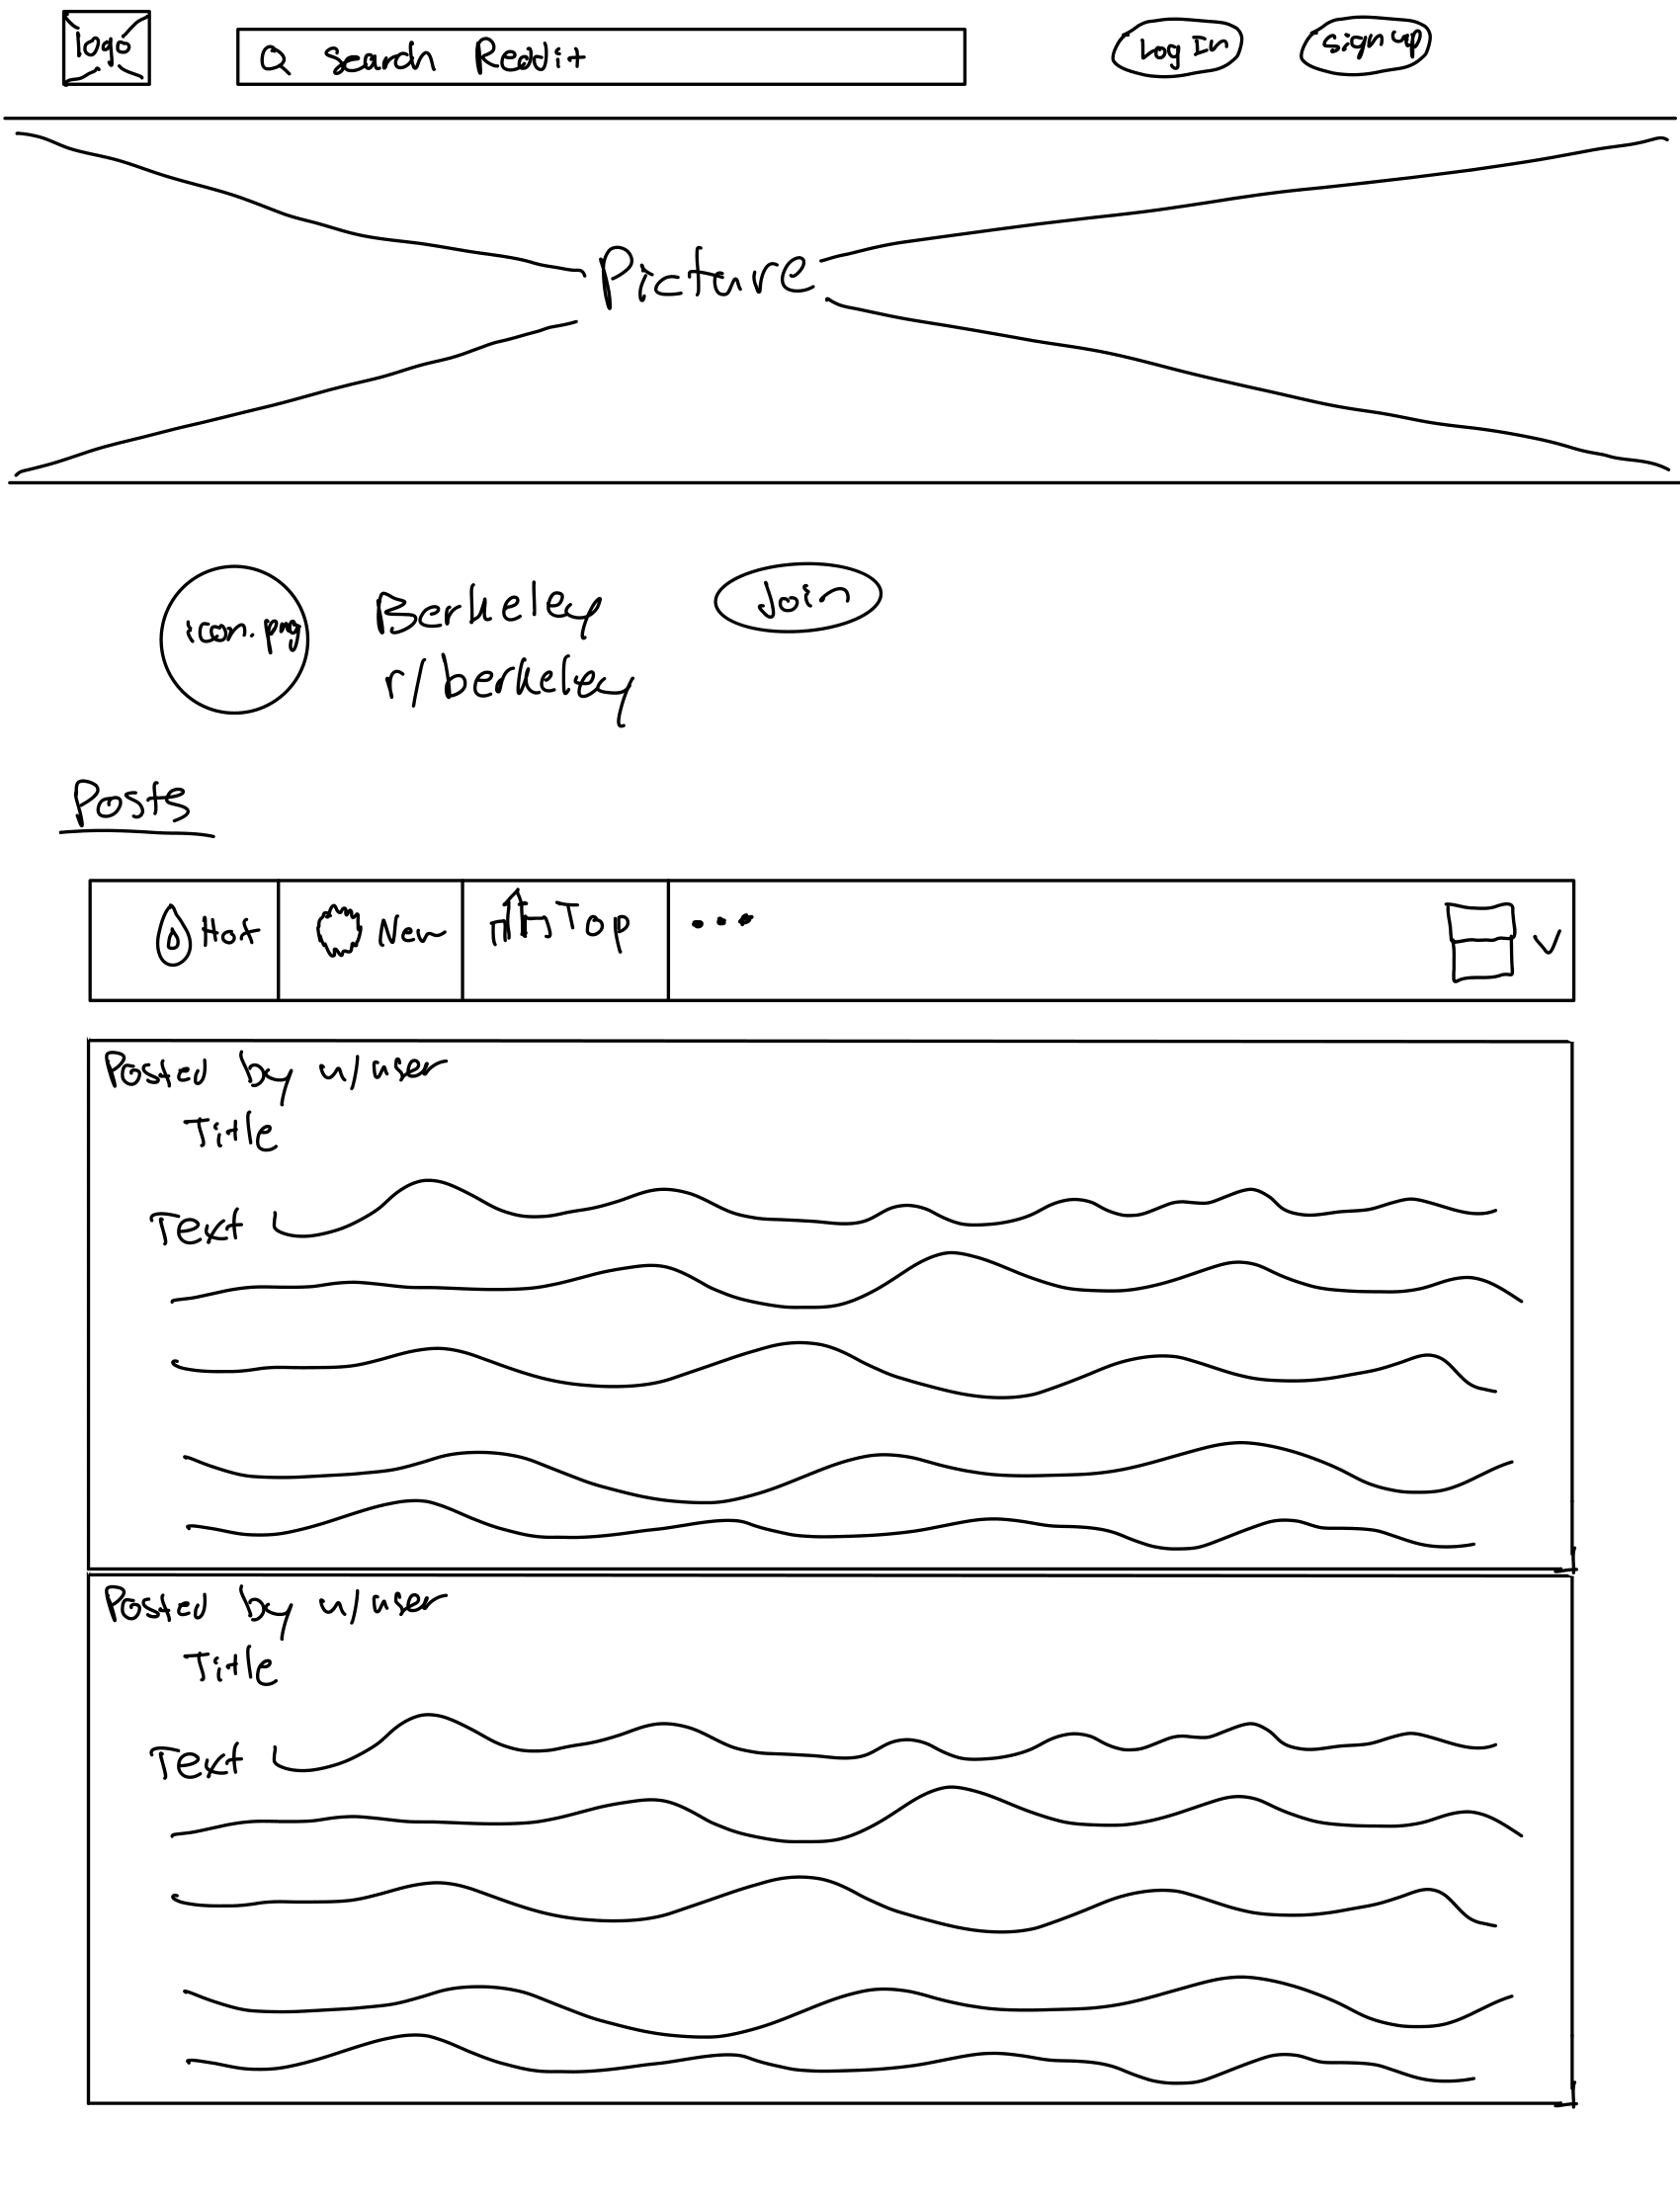 logo
Search Reddit
Log In
Sign up
Picture
icon.png
Berkeley
Join
r/berkeley
Posts
Hot
New
Top
...
Posted by u/user
Title
Text
Posted by u/user
Title
Text